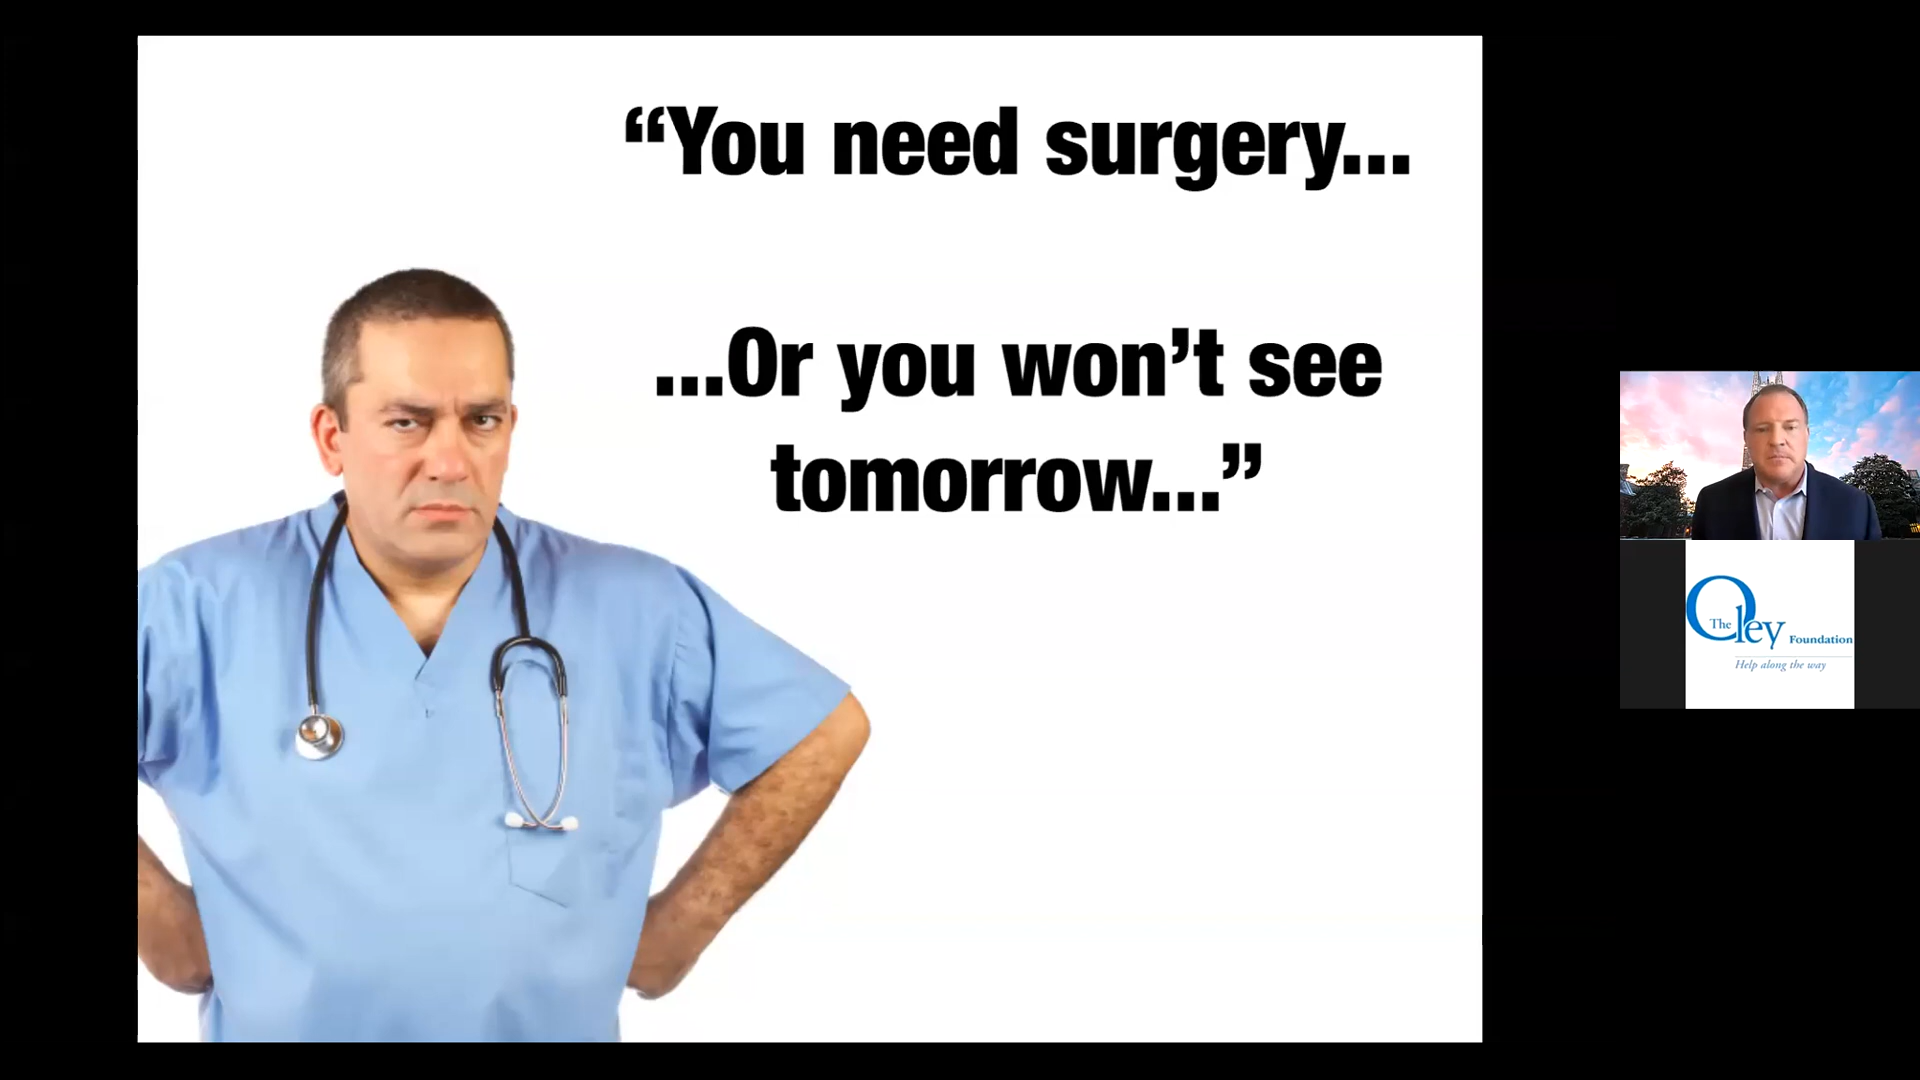 “You need surgery...
...Or you won’t see
tomorrow...”
The Oley Foundation
Help along the way